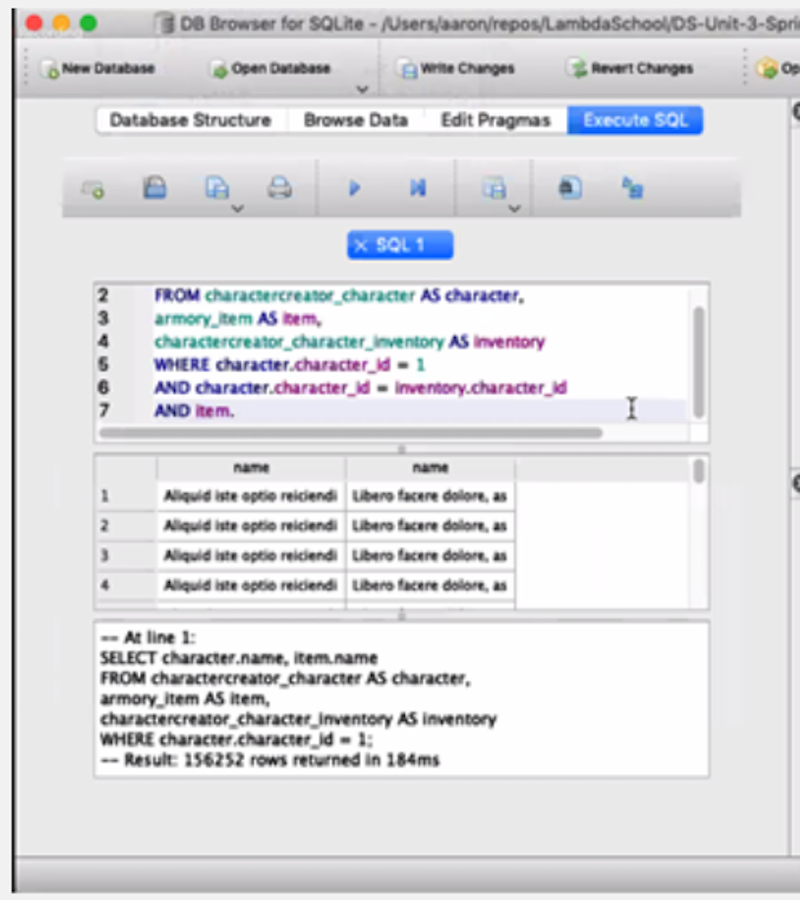 DB Browser for SQLite - /Users/aaron/repos/LambdaSchool/DS-Unit-3-Spri
New Database Open Database Write Changes Revert Changes Op
Database Structure Browse Data Edit Pragmas Execute SQL
SQL 1
2 FROM charactercreator_character AS character,
3 armory_item AS item,
4 charactercreator_character_inventory AS inventory
5 WHERE character.character_id = 1
6 AND character.character_id = inventory.character_id
7 AND item.
name name
1 Aliquid iste optio reiciendi Libero facere dolore, as
2 Aliquid iste optio reiciendi Libero facere dolore, as
3 Aliquid iste optio reiciendi Libero facere dolore, as
4 Aliquid iste optio reiciendi Libero facere dolore, as
-- At line 1:
SELECT character.name, item.name
FROM charactercreator_character AS character,
armory_item AS item,
charactercreator_character_inventory AS inventory
WHERE character.character_id = 1;
-- Result: 156252 rows returned in 184ms